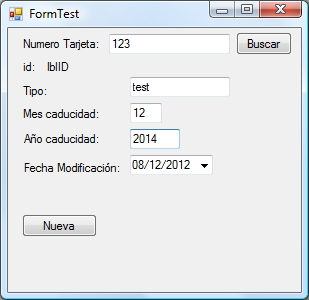 FormTest
Numero Tarjeta: 123 Buscar
id: lblID
Tipo: test
Mes caducidad: 12
Año caducidad: 2014
Fecha Modificación: 08/12/2012
Nueva